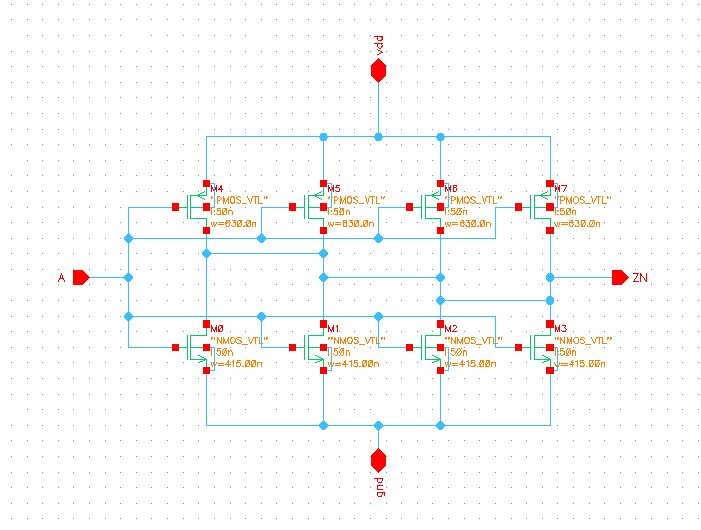 vdd
M4
"PMOS_VTL"
l:50n
w=630.0n
M5
"PMOS_VTL"
l:50n
w=630.0n
M6
"PMOS_VTL"
l:50n
w=630.0n
M7
"PMOS_VTL"
l:50n
w=630.0n
A
ZN
M0
"NMOS_VTL"
l:50n
w=415.00n
M1
"NMOS_VTL"
l:50n
w=415.00n
M2
"NMOS_VTL"
l:50n
w=415.00n
M3
"NMOS_VTL"
l:50n
w=415.00n
gnd